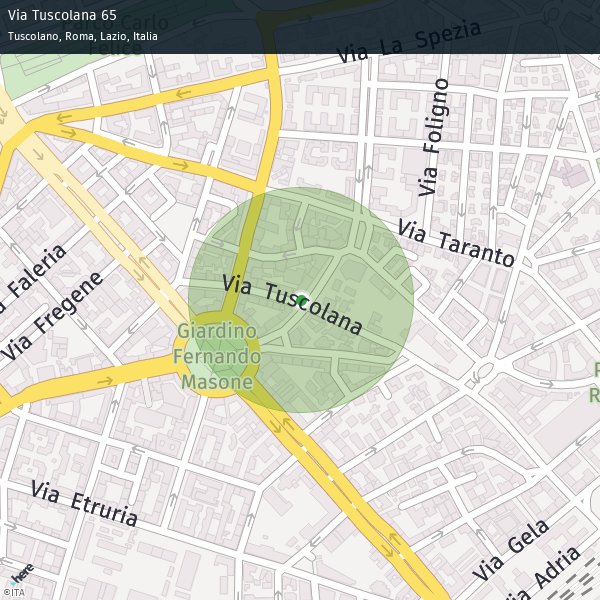 Via Tuscolana 65
Tuscolano, Roma, Lazio, Italia
Parco Carlo
Felice
Via La Spezia
Via Foligno
Via Taranto
Faleria
Via Fregene
Via Tuscolana
Giardino
Fernando
Masone
Via Etruria
Via Gela
Via Adria
here
©ITA